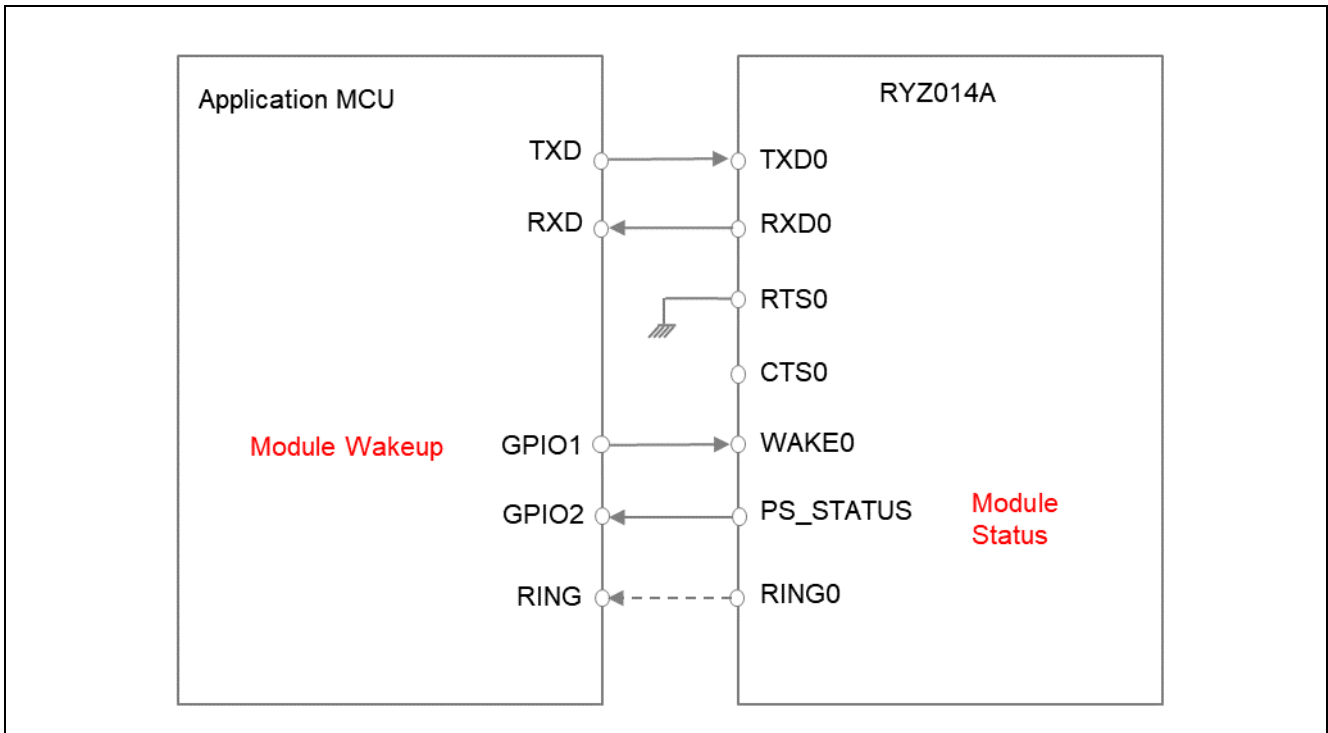 Application MCU
RYZ014A
TXD
TXD0
RXD
RXD0
RTS0
CTS0
Module Wakeup
GPIO1
WAKE0
GPIO2
PS_STATUS
Module
Status
RING
RING0